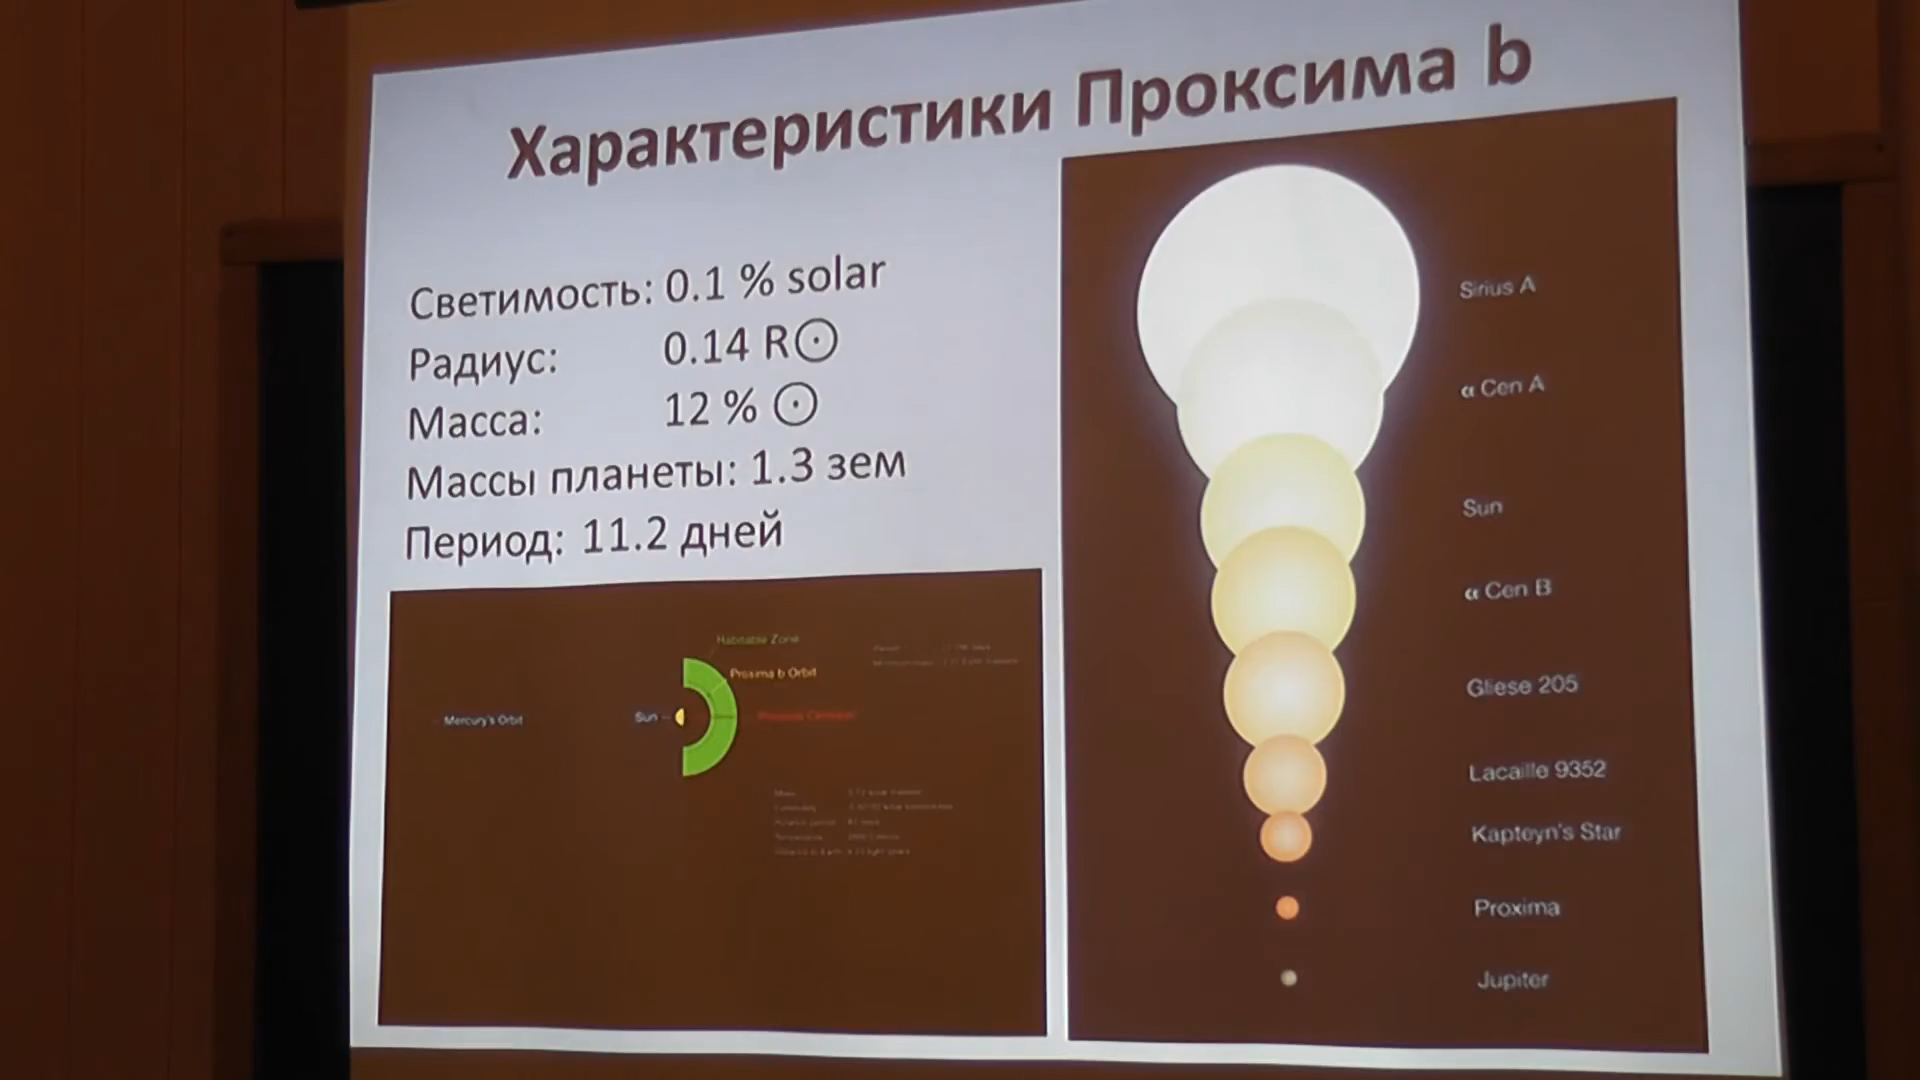 Характеристики Проксима b
Светимость: 0.1 % solar
Радиус: 0.14 R☉
Масса: 12 % ☉
Массы планеты: 1.3 зем
Период: 11.2 дней
Habitable Zone
Proxima b Orbit
Mercury's Orbit
Sun
Proxima Centauri
Sirius A
α Cen A
Sun
α Cen B
Gliese 205
Lacaille 9352
Kapteyn's Star
Proxima
Jupiter